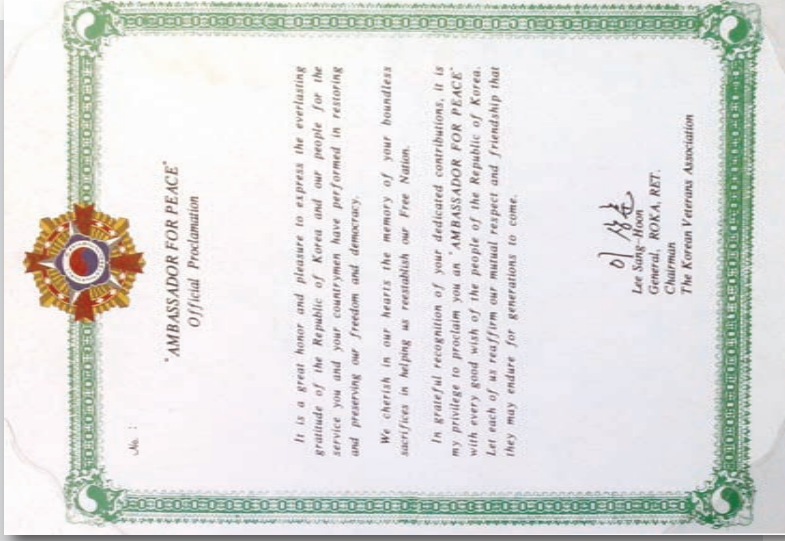 No. :
"AMBASSADOR FOR PEACE"
Official Proclamation
It is a great honor and pleasure to express the everlasting
gratitude of the Republic of Korea and our people for the
service you and your countrymen have performed in restoring
and preserving our freedom and democracy.
We cherish in our hearts the memory of your boundless
sacrifices in helping us reestablish our Free Nation.
In grateful recognition of your dedicated contributions, it is
my privilege to proclaim you an "AMBASSADOR FOR PEACE"
with every good wish of the people of the Republic of Korea.
Let each of us reaffirm our mutual respect and friendship that
they may endure for generations to come.
이상훈
Lee Sang-Hoon
General, ROKA, RET.
Chairman
The Korean Veterans Association